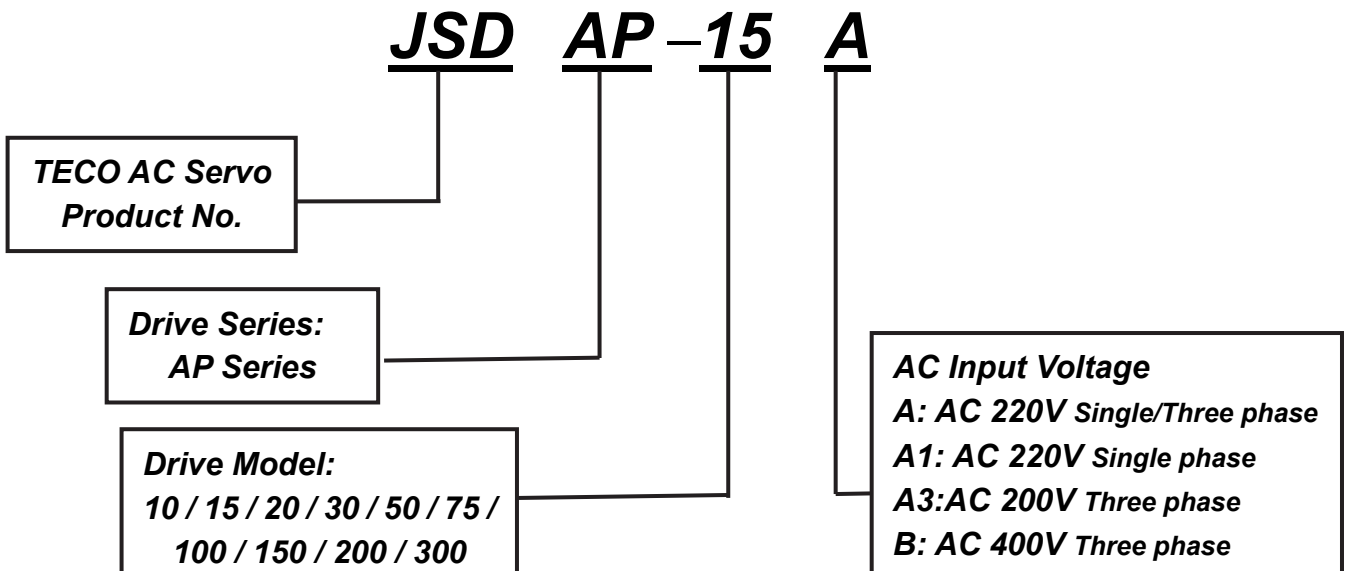 JSD AP –15 A
TECO AC Servo
Product No.
Drive Series:
AP Series
Drive Model:
10 / 15 / 20 / 30 / 50 / 75 /
100 / 150 / 200 / 300
AC Input Voltage
A: AC 220V Single/Three phase
A1: AC 220V Single phase
A3:AC 200V Three phase
B: AC 400V Three phase